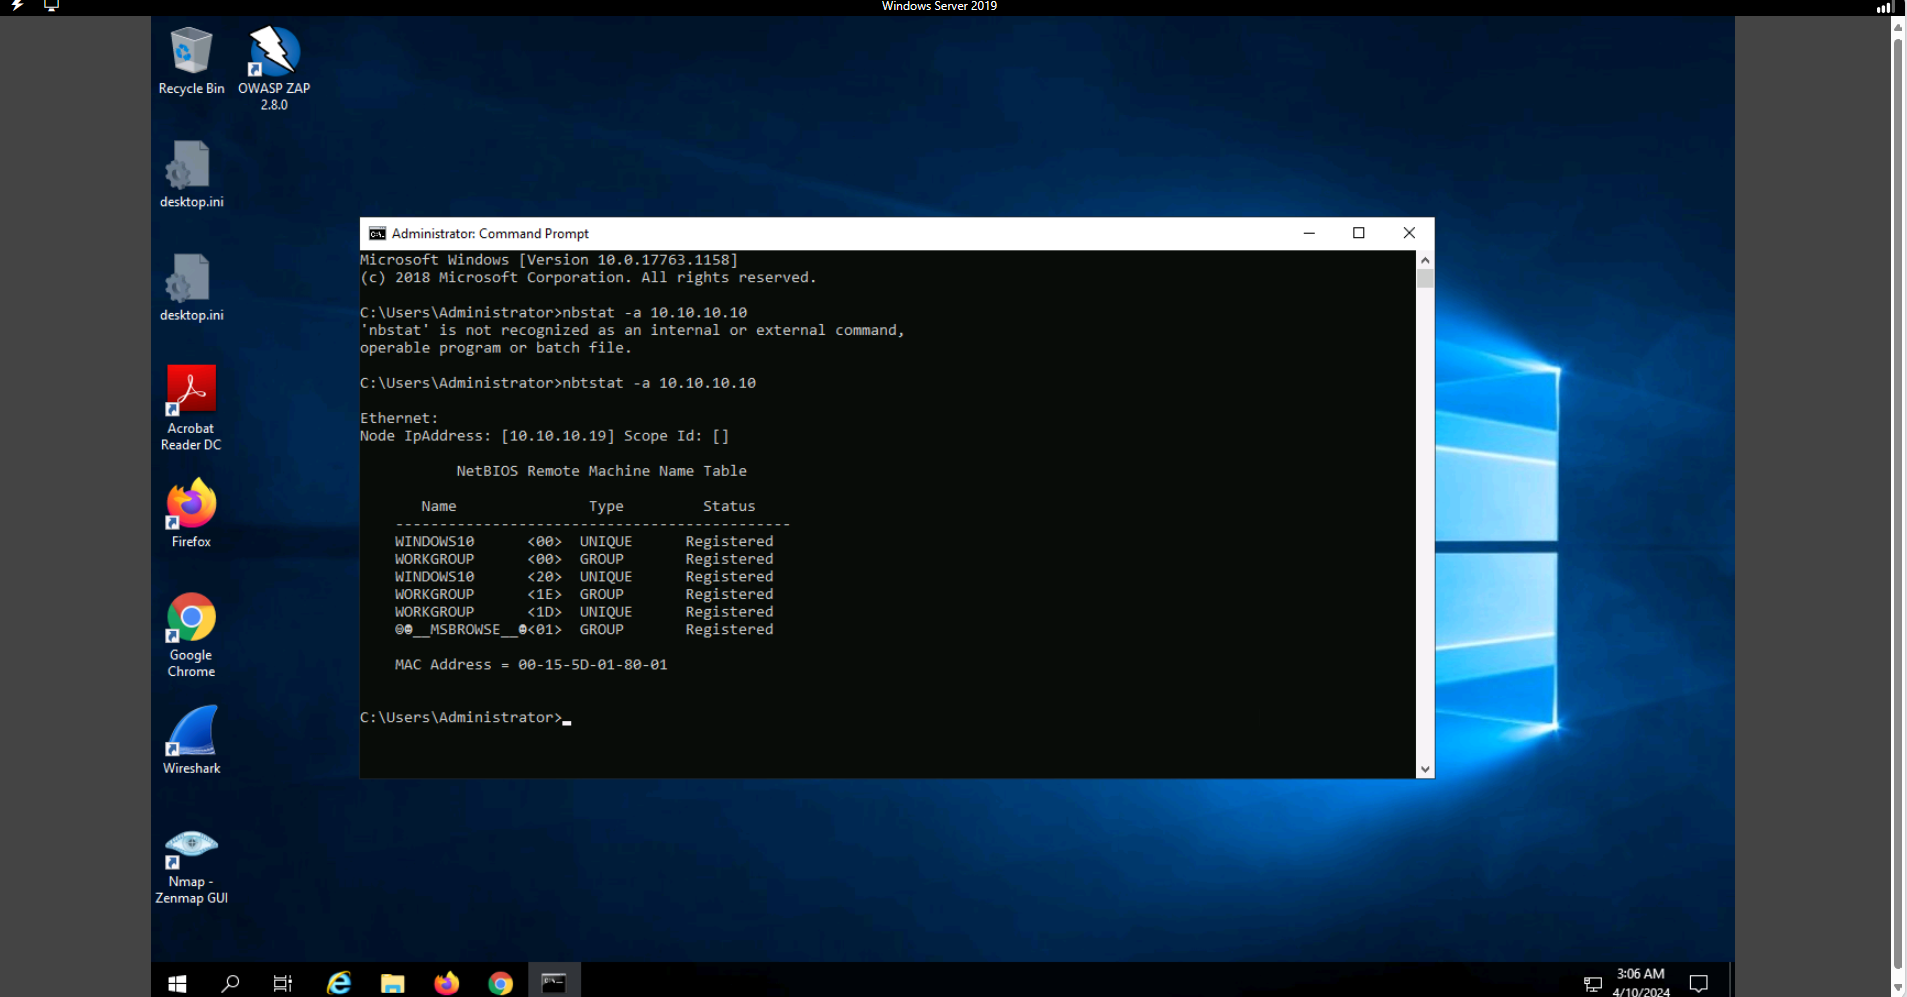 Windows Server 2019
Recycle Bin
OWASP ZAP
2.8.0
desktop.ini
desktop.ini
Acrobat
Reader DC
Firefox
Google
Chrome
Wireshark
Nmap -
Zenmap GUI
Administrator: Command Prompt
Microsoft Windows [Version 10.0.17763.1158]
(c) 2018 Microsoft Corporation. All rights reserved.
C:\Users\Administrator>nbstat -a 10.10.10.10
'nbstat' is not recognized as an internal or external command,
operable program or batch file.
C:\Users\Administrator>nbtstat -a 10.10.10.10
Ethernet:
Node IpAddress: [10.10.10.19] Scope Id: []
NetBIOS Remote Machine Name Table
Name Type Status
---------------------------------------------
WINDOWS10 <00> UNIQUE Registered
WORKGROUP <00> GROUP Registered
WINDOWS10 <20> UNIQUE Registered
WORKGROUP <1E> GROUP Registered
WORKGROUP <1D> UNIQUE Registered
☺☻__MSBROWSE__☻<01> GROUP Registered
MAC Address = 00-15-5D-01-80-01
C:\Users\Administrator>
3:06 AM
4/10/2024